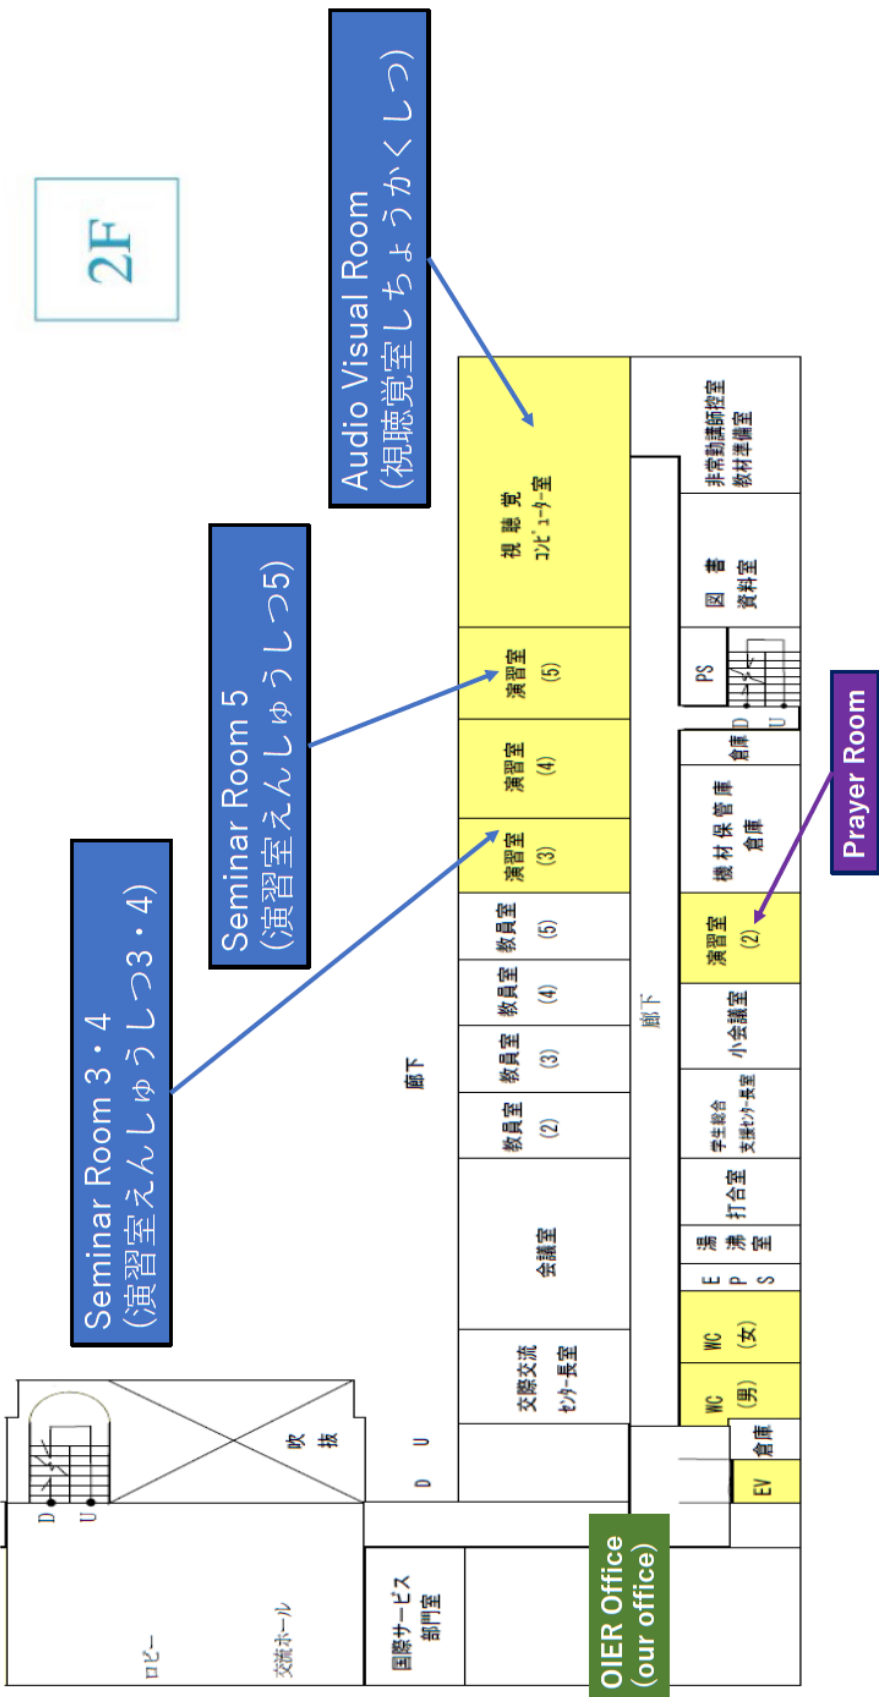 2F
Audio Visual Room
(視聴覚室しちょうかくしつ)
Seminar Room 5
(演習室えんしゅうしつ5)
Seminar Room 3・4
(演習室えんしゅうしつ3・4)
ロビー
交流ホール
D
U
吹
抜
国際サービス
部門室
D U
廊下
交際交流
センター長室
会議室
教員室
(2)
教員室
(3)
教員室
(4)
教員室
(5)
演習室
(3)
演習室
(4)
演習室
(5)
視 聴 覚
コンピューター室
廊下
OIER Office
(our office)
EV
倉庫
WC
(男)
WC
(女)
E
P
S
湯
沸
室
打合室
学生総合
支援センター長室
小会議室
演習室
(2)
機 材 保 管 庫
倉庫
倉庫
D
U
PS
図 書
資料室
非常勤講師控室
教材準備室
Prayer Room